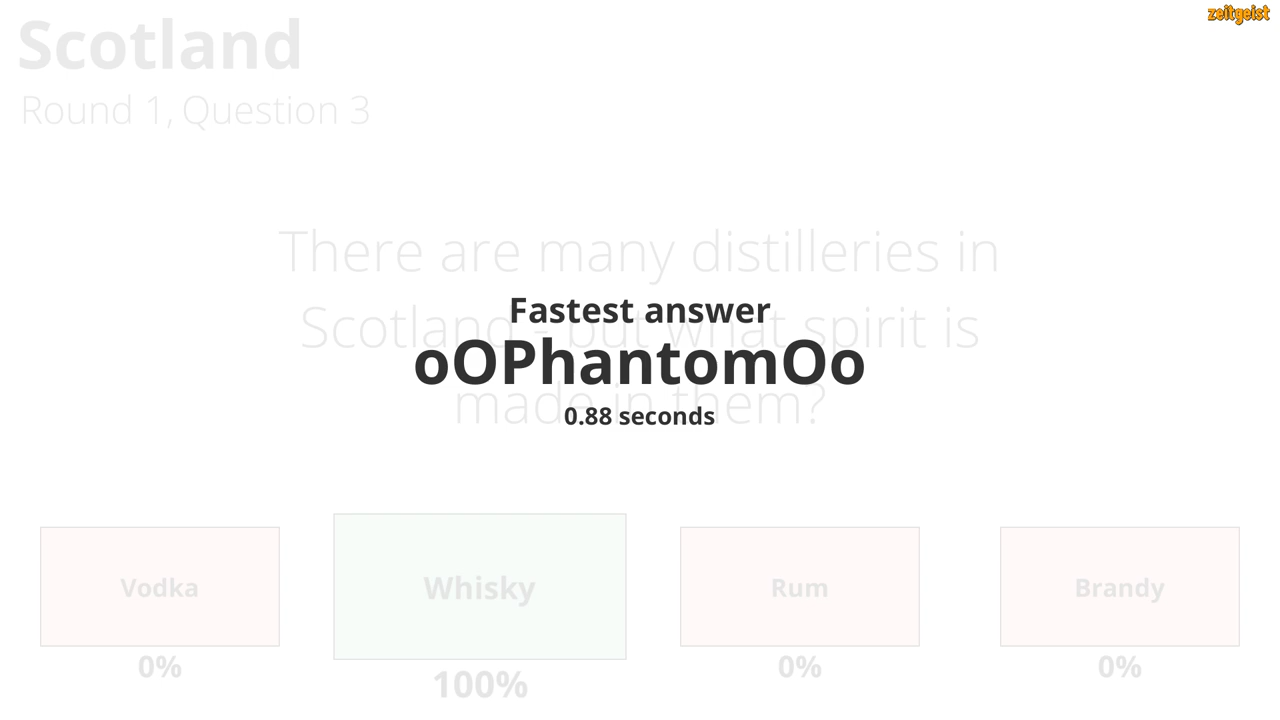 zeitgeist
Scotland
Round 1, Question 3
There are many distilleries in
Scotland - but what spirit is
made in them?
Fastest answer
oOPhantomOo
0.88 seconds
Vodka
Whisky
Rum
Brandy
0%
100%
0%
0%